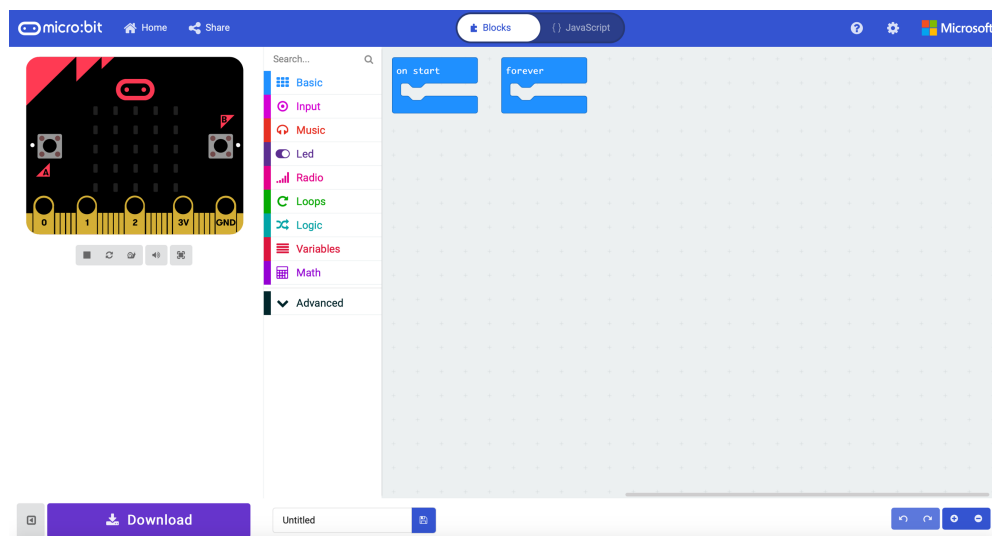 micro:bit Home Share Blocks {} JavaScript ? Microsoft
Search...
Basic
Input
Music
Led
Radio
Loops
Logic
Variables
Math
Advanced
on start forever
B
A
0 1 2 3V GND
Download Untitled